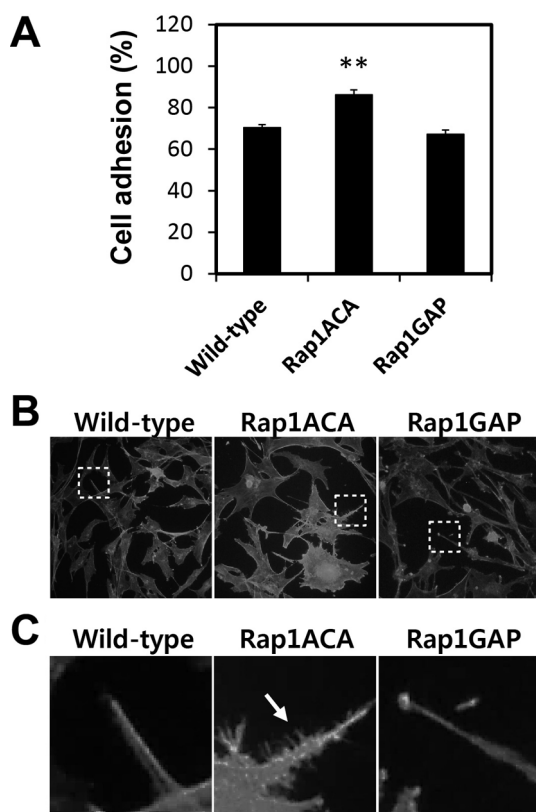 A
Cell adhesion (%)
120
100
80
60
40
20
0
**
Wild-type
Rap1ACA
Rap1GAP
B
Wild-type
Rap1ACA
Rap1GAP
C
Wild-type
Rap1ACA
Rap1GAP